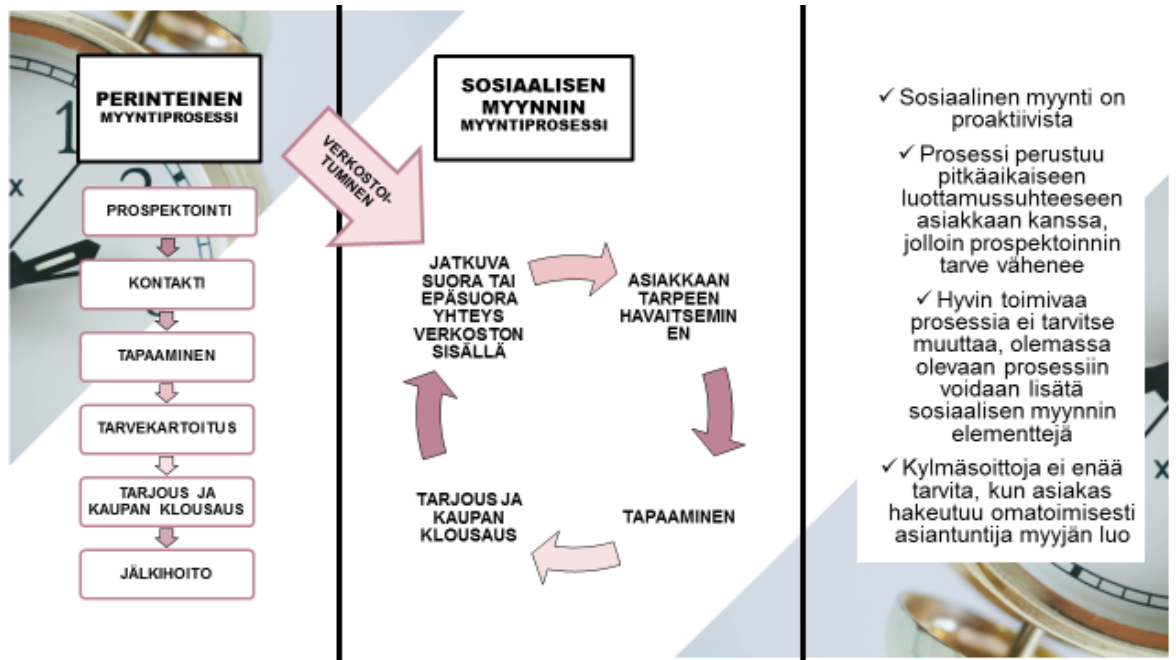 PERINTEINEN
MYYNTIPROSESSI
PROSPEKTOINTI
KONTAKTI
TAPAAMINEN
TARVEKARTOITUS
TARJOUS JA
KAUPAN KLOUSAUS
JÄLKIHOITO
VERKOSTOI-
TUMINEN
SOSIAALISEN
MYYNNIN
MYYNTIPROSESSI
JATKUVA
SUORA TAI
EPÄSUORA
YHTEYS
VERKOSTON
SISÄLLÄ
ASIAKKAAN
TARPEEN
HAVAITSEMIN
EN
TAPAAMINEN
TARJOUS JA
KAUPAN
KLOUSAUS
✓ Sosiaalinen myynti on
proaktiivista
✓ Prosessi perustuu
pitkäaikaiseen
luottamussuhteeseen
asiakkaan kanssa,
jolloin prospektoinnin
tarve vähenee
✓ Hyvin toimivaa
prosessia ei tarvitse
muuttaa, olemassa
olevaan prosessiin
voidaan lisätä
sosiaalisen myynnin
elementtejä
✓ Kylmäsoittoja ei enää
tarvita, kun asiakas
hakeutuu omatoimisesti
asiantuntija myyjän luo